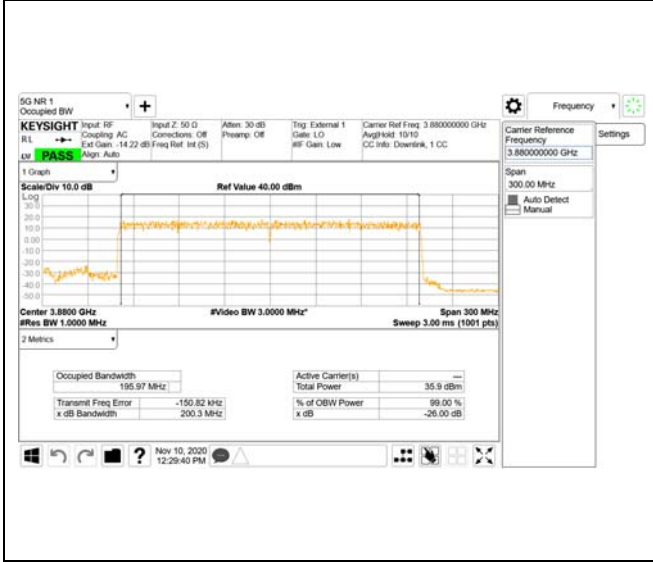 5G NR 1
Occupied BW
+
Frequency
KEYSIGHT
Input: RF
Input Z: 50 Ω
Atten: 30 dB
Trig: External 1
Carrier Ref Freq: 3.880000000 GHz
R L
Coupling: AC
Corrections: Off
Preamp: Off
Gate: LO
Avg|Hold: 10/10
Ext Gain: -14.22 dB
Freq Ref: Int (S)
#IF Gain: Low
CC Info: Downlink, 1 CC
PASS
Align: Auto
Carrier Reference
Frequency
3.880000000 GHz
Settings
Span
300.00 MHz
Auto Detect
Manual
1 Graph
Scale/Div 10.0 dB
Ref Value 40.00 dBm
Log
30.0
20.0
10.0
0.00
-10.0
-20.0
-30.0
-40.0
-50.0
Center 3.8800 GHz
#Video BW 3.0000 MHz*
Span 300 MHz
#Res BW 1.0000 MHz
Sweep 3.00 ms (1001 pts)
2 Metrics
Occupied Bandwidth
195.97 MHz
Active Carrier(s)
---
Total Power
35.9 dBm
Transmit Freq Error
-150.82 kHz
% of OBW Power
99.00 %
x dB Bandwidth
200.3 MHz
x dB
-26.00 dB
?
Nov 10, 2020
12:29:40 PM